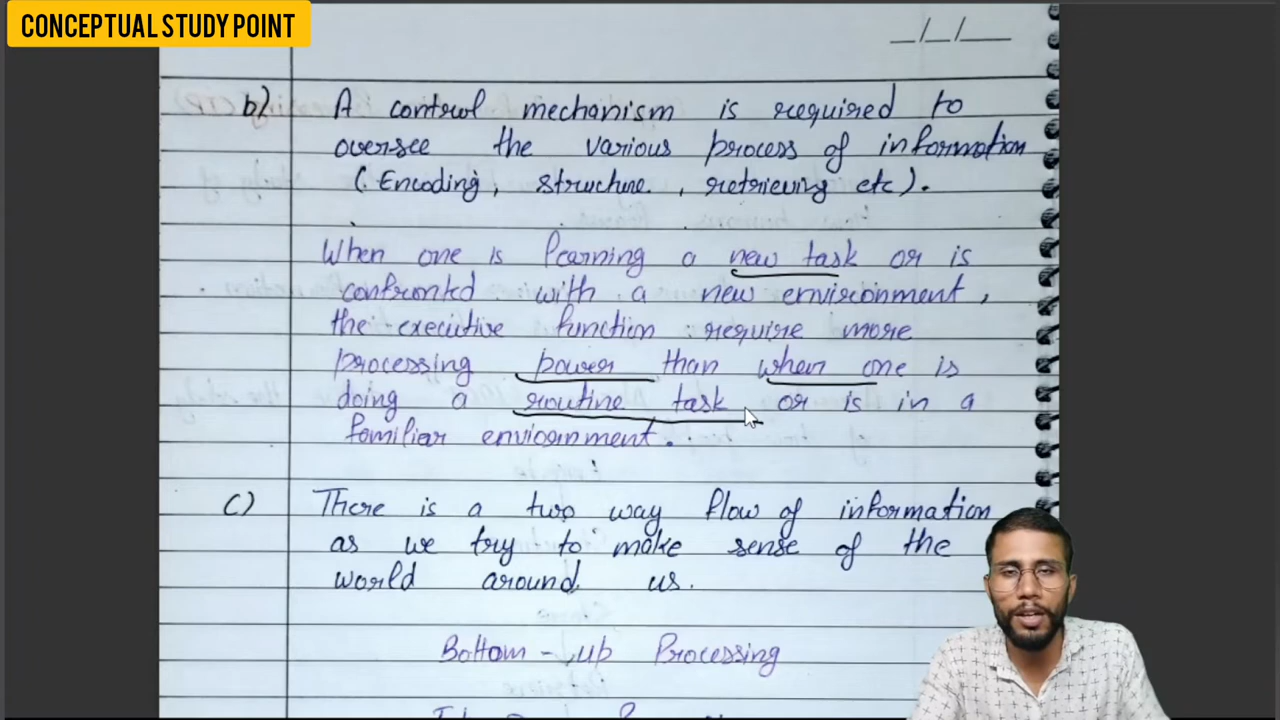 CONCEPTUAL STUDY POINT
_/_/__
b) A control mechanism is required to
oversee the various process of information
(Encoding, structure, retrieving etc).
When one is learning a new task or is
confronted with a new environment,
the executive function require more
processing power than when one is
doing a routine task or is in a
familiar enviornment.
C) There is a two way flow of information
as we try to make sense of the
world around us.
Bottom-up Processing